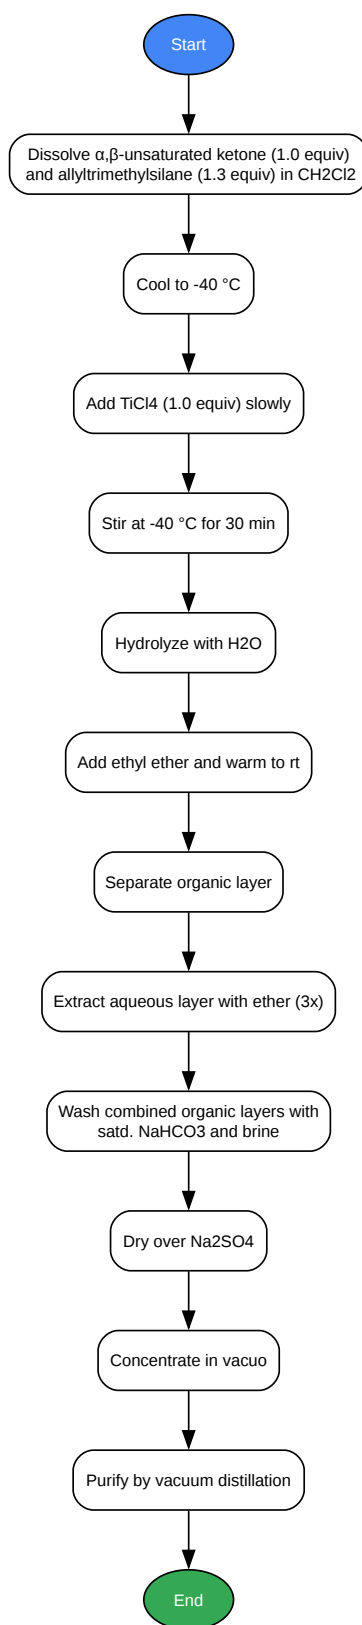 Start
Dissolve α,β-unsaturated ketone (1.0 equiv)
and allyltrimethylsilane (1.3 equiv) in CH2Cl2
Cool to -40 °C
Add TiCl4 (1.0 equiv) slowly
Stir at -40 °C for 30 min
Hydrolyze with H2O
Add ethyl ether and warm to rt
Separate organic layer
Extract aqueous layer with ether (3x)
Wash combined organic layers with
satd. NaHCO3 and brine
Dry over Na2SO4
Concentrate in vacuo
Purify by vacuum distillation
End